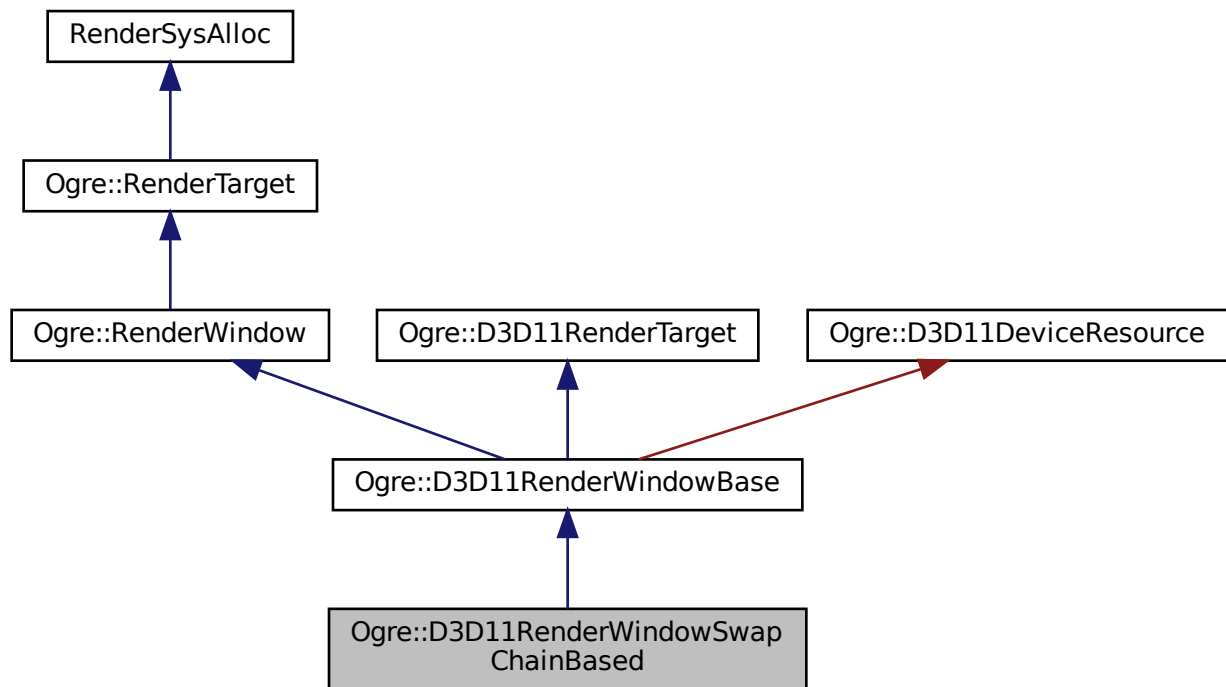 RenderSysAlloc
Ogre::RenderTarget
Ogre::RenderWindow
Ogre::D3D11RenderTarget
Ogre::D3D11DeviceResource
Ogre::D3D11RenderWindowBase
Ogre::D3D11RenderWindowSwap
ChainBased